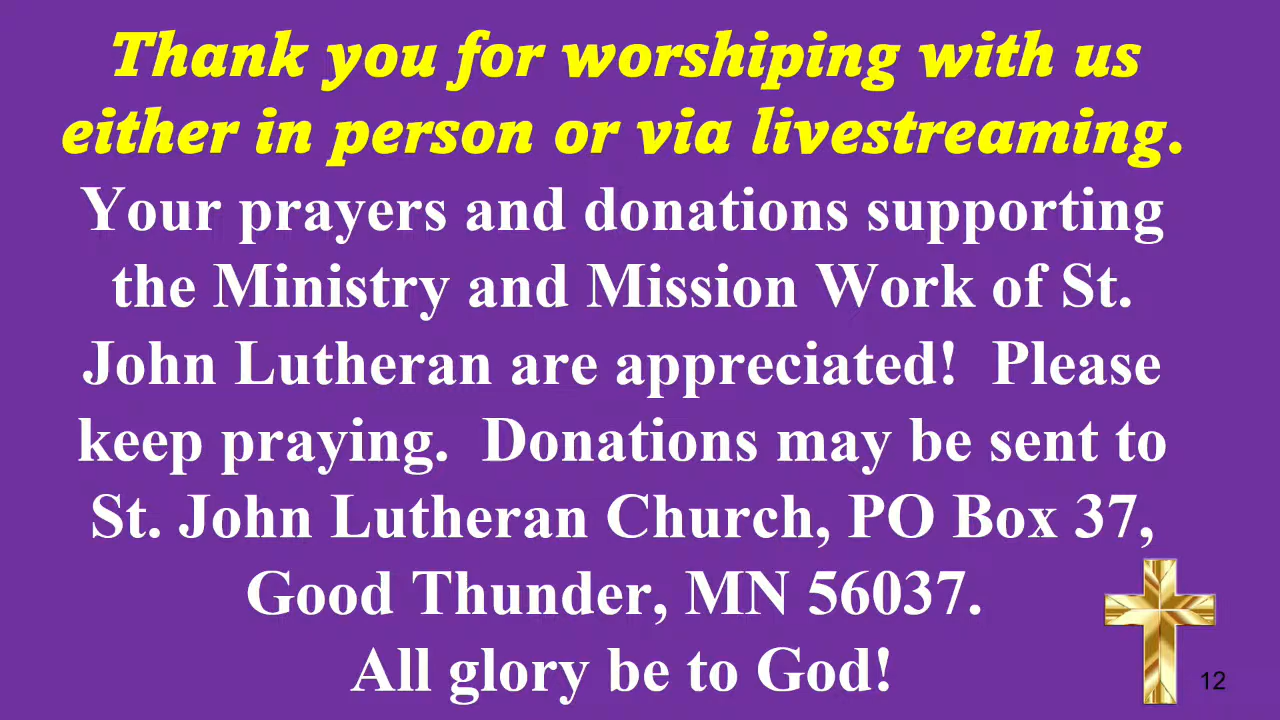 Thank you for worshiping with us
either in person or via livestreaming.
Your prayers and donations supporting
the Ministry and Mission Work of St.
John Lutheran are appreciated!  Please
keep praying.  Donations may be sent to
St. John Lutheran Church, PO Box 37,
Good Thunder, MN 56037.
All glory be to God!
12